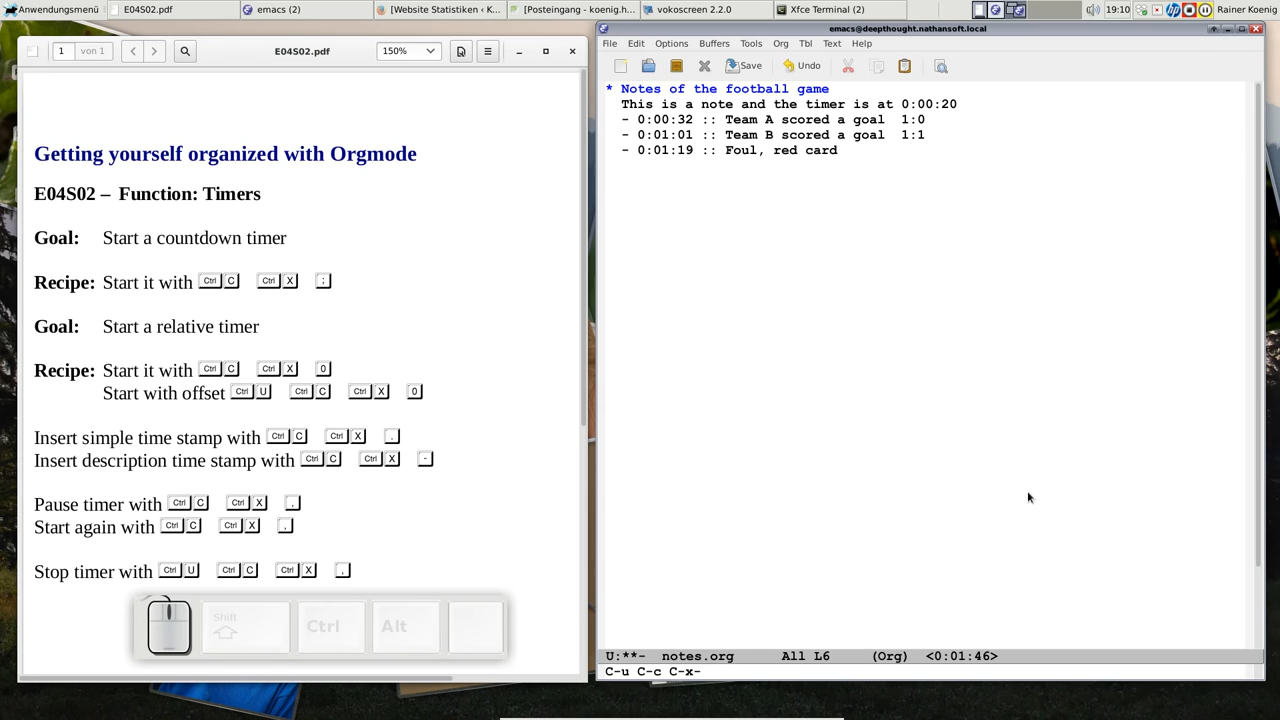 Anwendungsmenü
E04S02.pdf
emacs (2)
[Website Statistiken ‹ K...
[Posteingang - koenig.h...
vokoscreen 2.2.0
Xfce Terminal (2)
19:10
Rainer Koenig
1 von 1
E04S02.pdf
150%
Getting yourself organized with Orgmode
E04S02 – Function: Timers
Goal: Start a countdown timer
Recipe: Start it with Ctrl C Ctrl X ;
Goal: Start a relative timer
Recipe: Start it with Ctrl C Ctrl X 0
Start with offset Ctrl U Ctrl C Ctrl X 0
Insert simple time stamp with Ctrl C Ctrl X .
Insert description time stamp with Ctrl C Ctrl X -
Pause timer with Ctrl C Ctrl X ,
Start again with Ctrl C Ctrl X ,
Stop timer with Ctrl U Ctrl C Ctrl X ,
Shift
Ctrl
Alt
emacs@deepthought.nathansoft.local
File Edit Options Buffers Tools Org Tbl Text Help
Save Undo
* Notes of the football game
This is a note and the timer is at 0:00:20
- 0:00:32 :: Team A scored a goal 1:0
- 0:01:01 :: Team B scored a goal 1:1
- 0:01:19 :: Foul, red card
U:**- notes.org All L6 (Org) <0:01:46>
C-u C-c C-x-